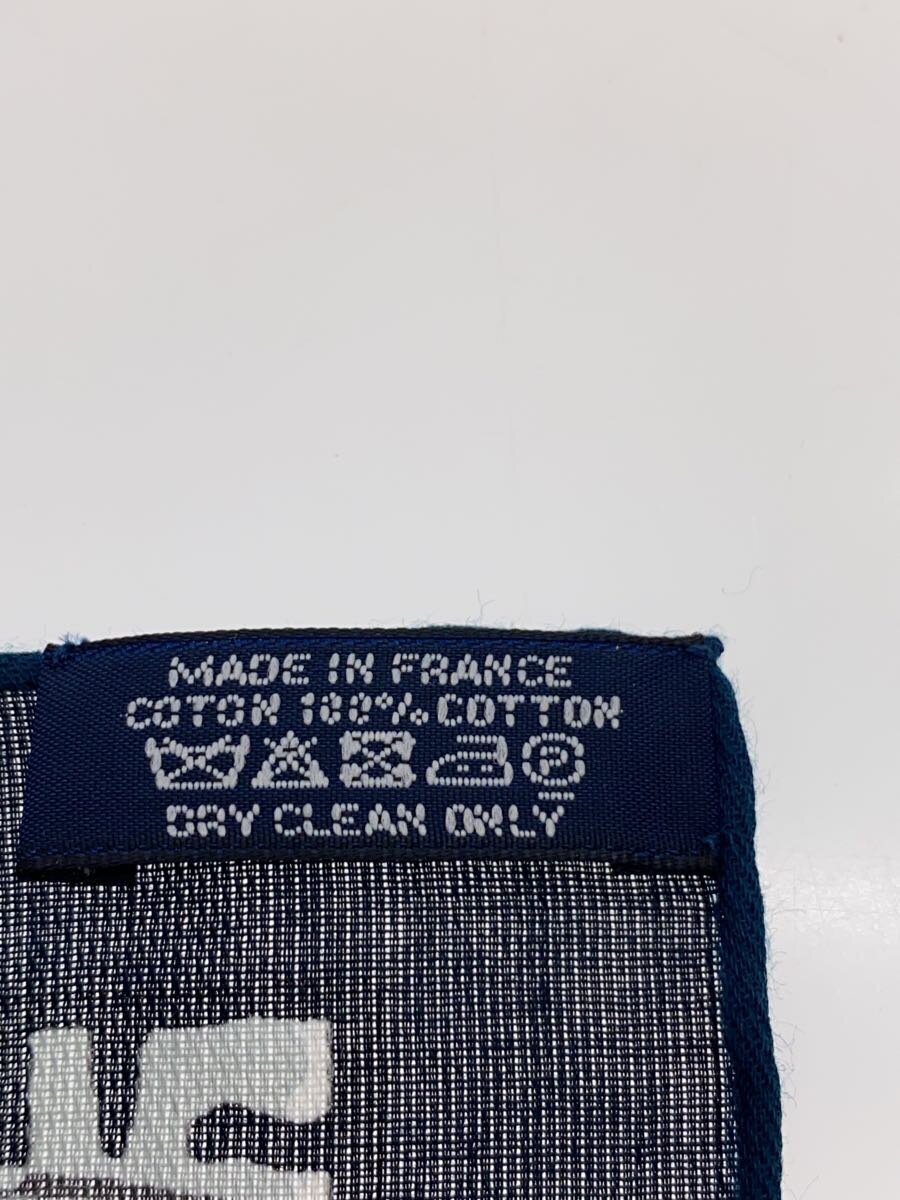 MADE IN FRANCE
COTON 100% COTTON
P
DRY CLEAN ONLY